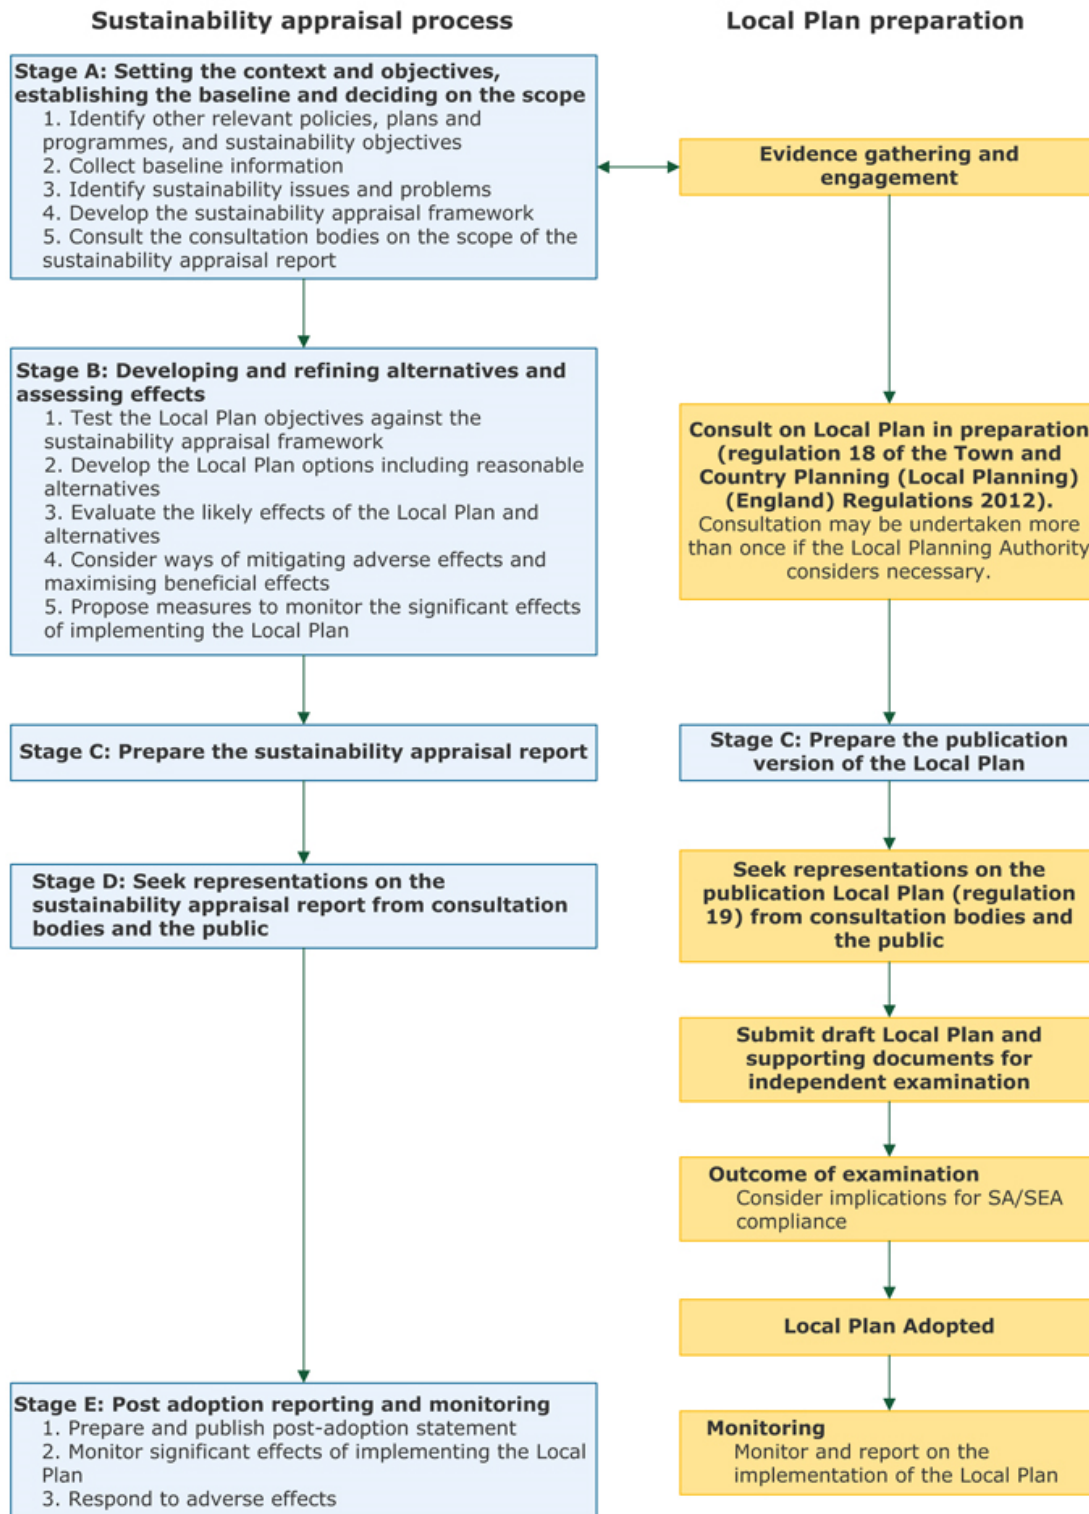 Sustainability appraisal process
Local Plan preparation
Stage A: Setting the context and objectives,
establishing the baseline and deciding on the scope
1. Identify other relevant policies, plans and
programmes, and sustainability objectives
2. Collect baseline information
3. Identify sustainability issues and problems
4. Develop the sustainability appraisal framework
5. Consult the consultation bodies on the scope of the
sustainability appraisal report
Evidence gathering and
engagement
Stage B: Developing and refining alternatives and
assessing effects
1. Test the Local Plan objectives against the
sustainability appraisal framework
2. Develop the Local Plan options including reasonable
alternatives
3. Evaluate the likely effects of the Local Plan and
alternatives
4. Consider ways of mitigating adverse effects and
maximising beneficial effects
5. Propose measures to monitor the significant effects
of implementing the Local Plan
Consult on Local Plan in preparation
(regulation 18 of the Town and
Country Planning (Local Planning)
(England) Regulations 2012).
Consultation may be undertaken more
than once if the Local Planning Authority
considers necessary.
Stage C: Prepare the sustainability appraisal report
Stage C: Prepare the publication
version of the Local Plan
Stage D: Seek representations on the
sustainability appraisal report from consultation
bodies and the public
Seek representations on the
publication Local Plan (regulation
19) from consultation bodies and
the public
Submit draft Local Plan and
supporting documents for
independent examination
Outcome of examination
Consider implications for SA/SEA
compliance
Local Plan Adopted
Stage E: Post adoption reporting and monitoring
1. Prepare and publish post-adoption statement
2. Monitor significant effects of implementing the Local
Plan
3. Respond to adverse effects
Monitoring
Monitor and report on the
implementation of the Local Plan